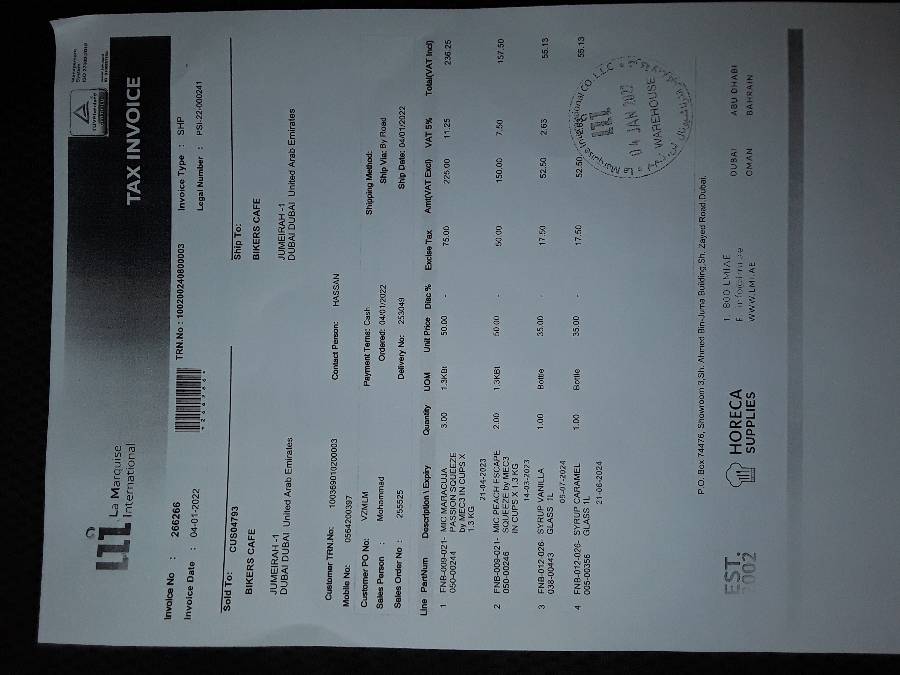 La Marquise
International
TAX INVOICE
Invoice No : 266266
TRN.No : 100200240800003
Invoice Type : SHP
Invoice Date : 04-01-2022
Legal Number : PSI-22-000241
Sold To: CUS04793
BIKERS CAFE
JUMEIRAH -1
DUBAI DUBAI United Arab Emirates
Ship To:
BIKERS CAFE
JUMEIRAH -1
DUBAI DUBAI United Arab Emirates
Customer TRN.No: 100369010200003
Mobile No: 0564200397
Contact Person: HASSAN
Customer PO No: VZMLM
Payment Tems: Cash
Shipping Method:
Sales Person : Mohammad
Ordered: 04/01/2022
Ship Via: By Road
Sales Order No : 255525
Delivery No: 253049
Ship Date: 04/01/2022
Line PartNum Description \ Expiry Quantity UOM Unit Price Disc % Excise Tax Amt(VAT Excl) VAT 5% Total(VAT Incl)
1 FNB-009-021- MIC MARACUJA 3.00 1.3KBt 50.00 - 75.00 225.00 11.25 236.25
050-00244 PASSION SQUEEZE
by MEC3 IN CUPS X
1.3 KG
21-04-2023
2 FNB-009-021- MIC PEACH ESCAPE 2.00 1.3KBt 50.00 - 50.00 150.00 7.50 157.50
050-00246 SQUEEZE by MEC3
IN CUPS X 1.3 KG
14-03-2023
3 FNB-012-026- SYRUP VANILLA 1.00 Bottle 35.00 - 17.50 52.50 2.63 55.13
038-00443 GLASS 1L
05-07-2024
4 FNB-012-026- SYRUP CARAMEL 1.00 Bottle 35.00 - 17.50 52.50 2.63 55.13
005-00356 GLASS 1L
21-06-2024
La Marquise International CO. L.L.C
04 JAN 2022
WAREHOUSE
P.O. Box 74476, Showroom 3,Sh. Ahmed Bin Juma Building,Sh. Zayed Road,Dubai.
EST.
2002
HORECA
SUPPLIES
T. 800 LMI.AE
WWW.LMI.AE
DUBAI ABU DHABI
OMAN BAHRAIN